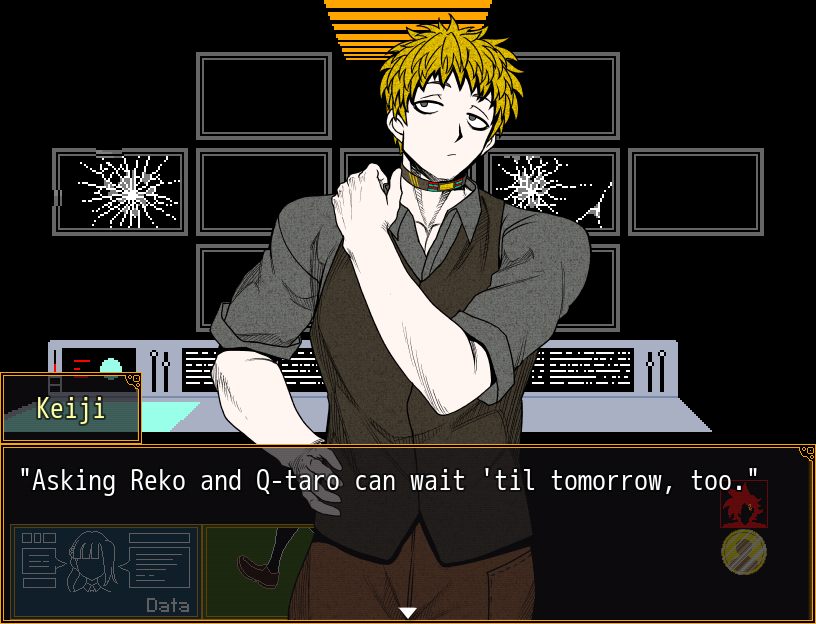 Keiji
"Asking Reko and Q-taro can wait 'til tomorrow, too."
Data